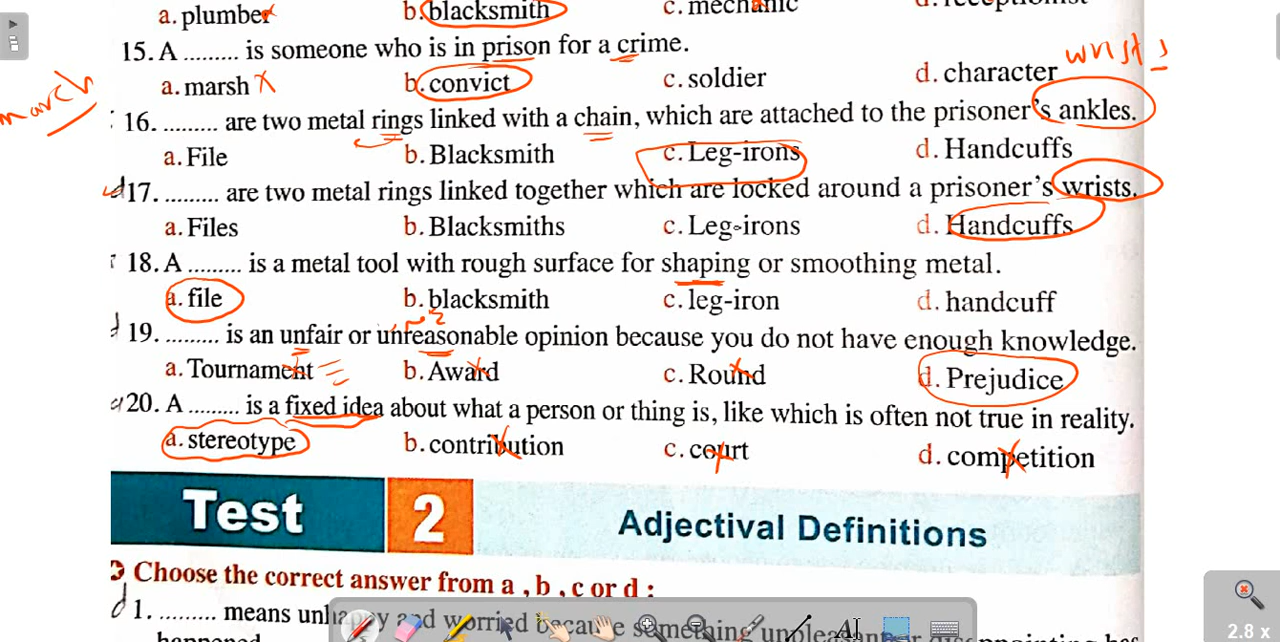 a. plumber b. blacksmith c. mechanic
15. A ......... is someone who is in prison for a crime.
wrists
a. marsh b. convict c. soldier d. character
march
16. ......... are two metal rings linked with a chain, which are attached to the prisoner's ankles.
a. File b. Blacksmith c. Leg-irons d. Handcuffs
d 17. ......... are two metal rings linked together which are locked around a prisoner's wrists.
a. Files b. Blacksmiths c. Leg-irons d. Handcuffs
18. A ......... is a metal tool with rough surface for shaping or smoothing metal.
a. file b. blacksmith c. leg-iron d. handcuff
d 19. ......... is an unfair or unreasonable opinion because you do not have enough knowledge.
a. Tournament b. Award c. Round d. Prejudice
a 20. A ......... is a fixed idea about what a person or thing is, like which is often not true in reality.
a. stereotype b. contribution c. court d. competition
Test 2 Adjectival Definitions
Choose the correct answer from a , b , c or d :
d 1. ......... means unhappy and worried because something unpleasant
2.8 x